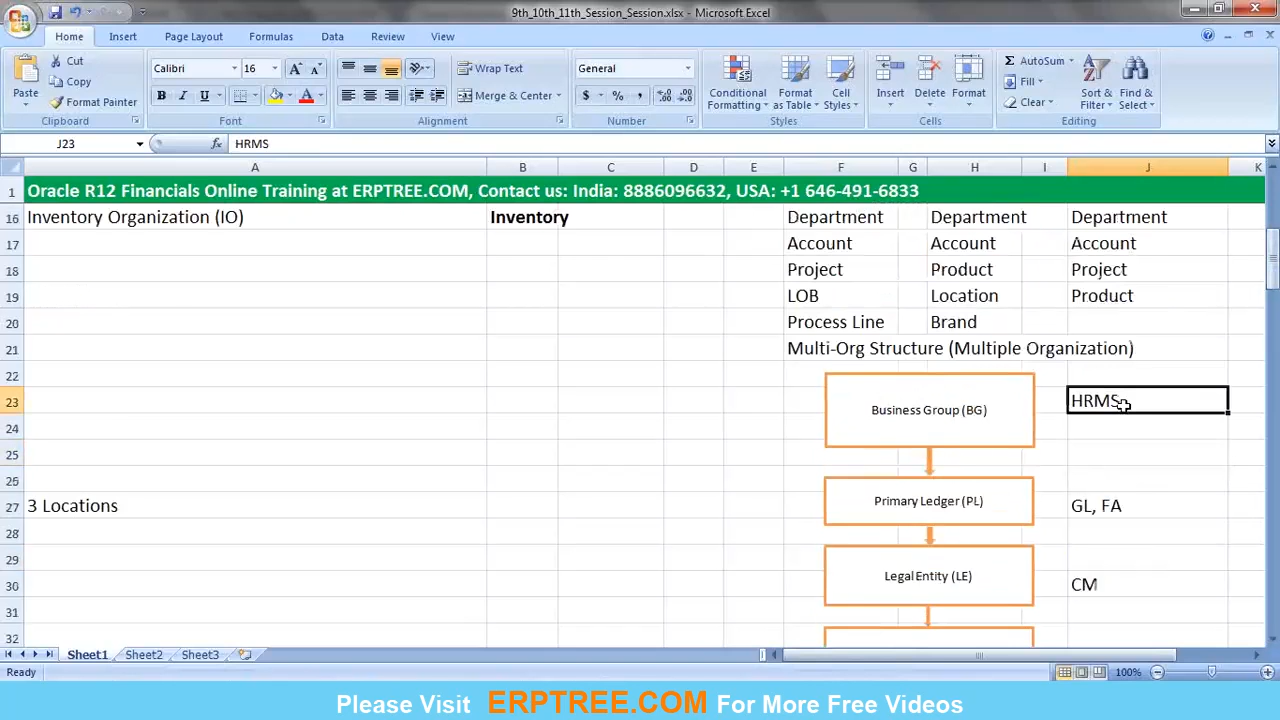 9th_10th_11th_Session_Session.xlsx - Microsoft Excel
Home Insert Page Layout Formulas Data Review View
Paste Cut Copy Format Painter Clipboard
Calibri 16 A A B I U A Font
Wrap Text Merge & Center Alignment
General $ % , Number
Conditional Formatting Format as Table Cell Styles Styles
Insert Delete Format Cells
Σ AutoSum Fill Clear Sort & Filter Find & Select Editing
J23 fx HRMS
A B C D E F G H I J K
1 Oracle R12 Financials Online Training at ERPTREE.COM, Contact us: India: 8886096632, USA: +1 646-491-6833
16 Inventory Organization (IO) Inventory Department Department Department
17 Account Account Account
18 Project Product Project
19 LOB Location Product
20 Process Line Brand
21 Multi-Org Structure (Multiple Organization)
22
23 Business Group (BG) HRMS
24
25
26
27 3 Locations Primary Ledger (PL) GL, FA
28
29
30 Legal Entity (LE) CM
31
32
Sheet1 Sheet2 Sheet3
Ready 100%
Please Visit ERPTREE.COM For More Free Videos